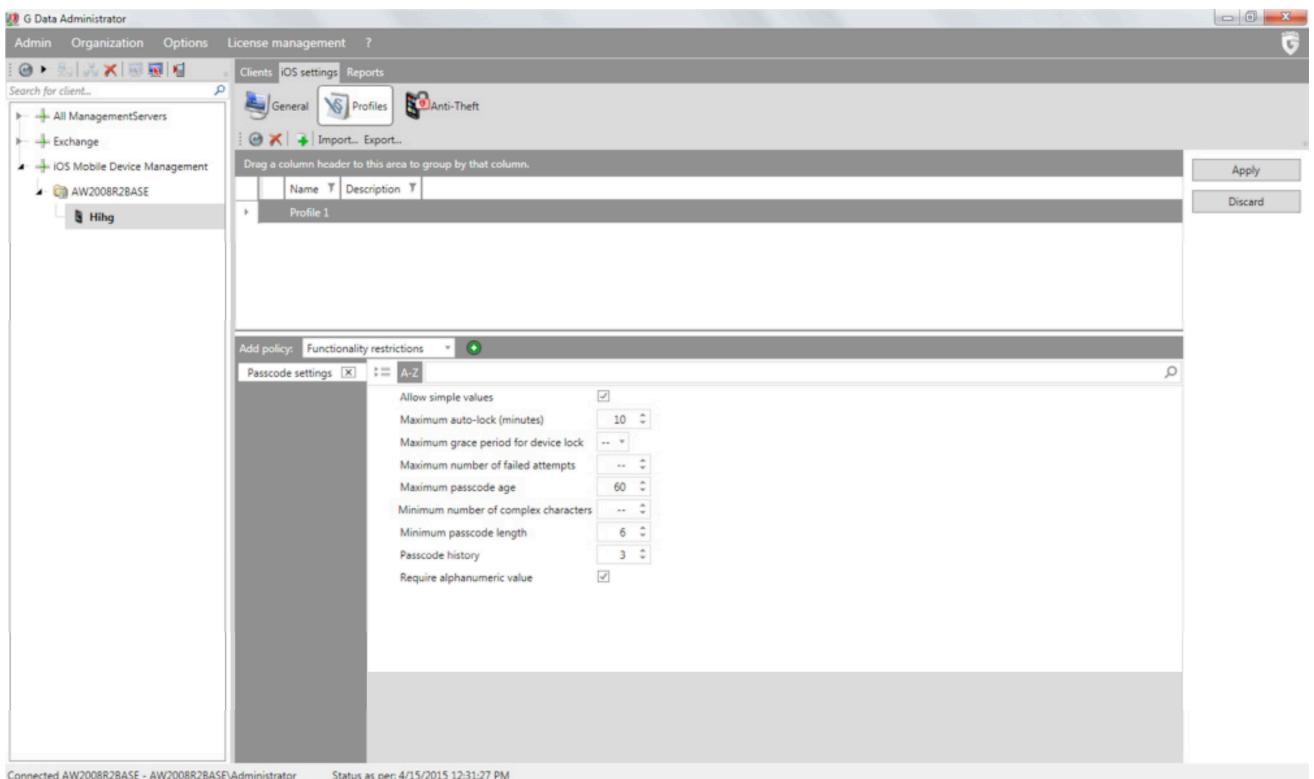 G Data Administrator
Admin Organization Options License management ?
Clients iOS settings Reports
Search for client...
General Profiles Anti-Theft
All ManagementServers
Import... Export...
Exchange
iOS Mobile Device Management
Drag a column header to this area to group by that column.
Apply
AW2008R2BASE
Name Description
Discard
Hihg
Profile 1
Add policy: Functionality restrictions
Passcode settings A-Z
Allow simple values
Maximum auto-lock (minutes) 10
Maximum grace period for device lock --
Maximum number of failed attempts --
Maximum passcode age 60
Minimum number of complex characters --
Minimum passcode length 6
Passcode history 3
Require alphanumeric value
Connected AW2008R2BASE - AW2008R2BASE\Administrator Status as per: 4/15/2015 12:31:27 PM